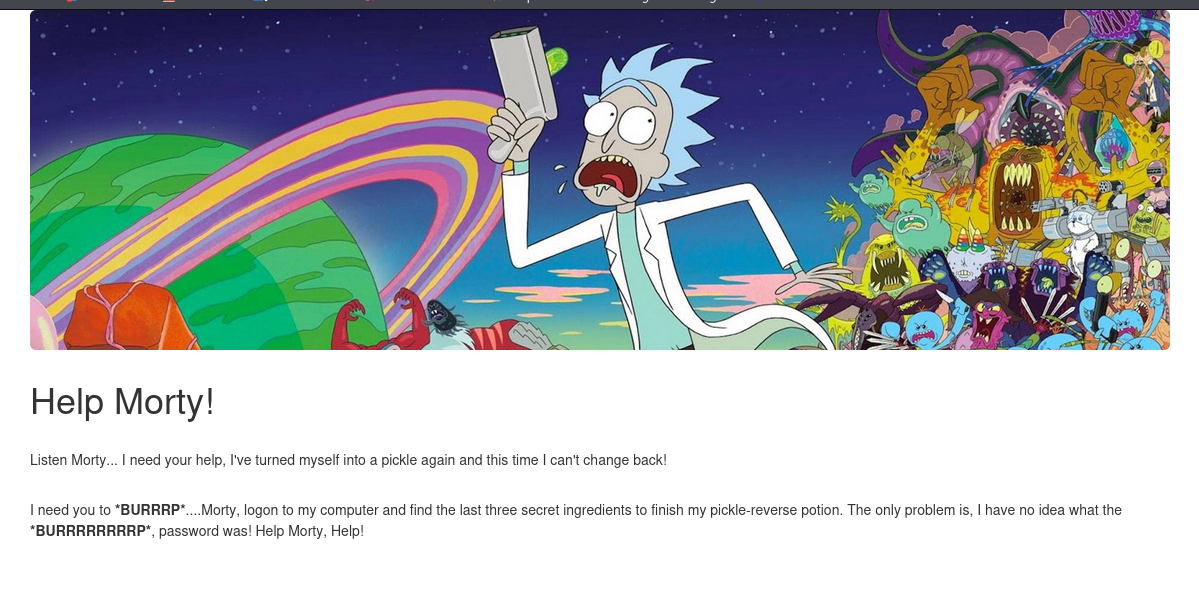 Help Morty!
Listen Morty... I need your help, I've turned myself into a pickle again and this time I can't change back!
I need you to *BURRRP*....Morty, logon to my computer and find the last three secret ingredients to finish my pickle-reverse potion. The only problem is, I have no idea what the
*BURRRRRRRRP*, password was! Help Morty, Help!